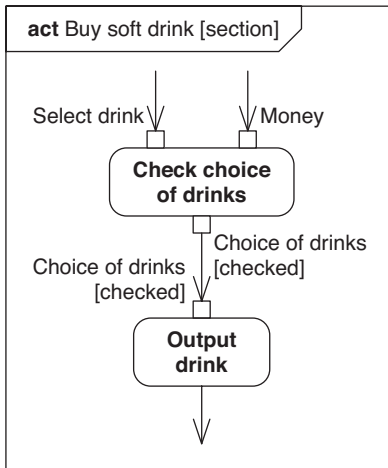 act Buy soft drink [section]
Select drink
Money
Check choice
of drinks
Choice of drinks
[checked]
Choice of drinks
[checked]
Output
drink